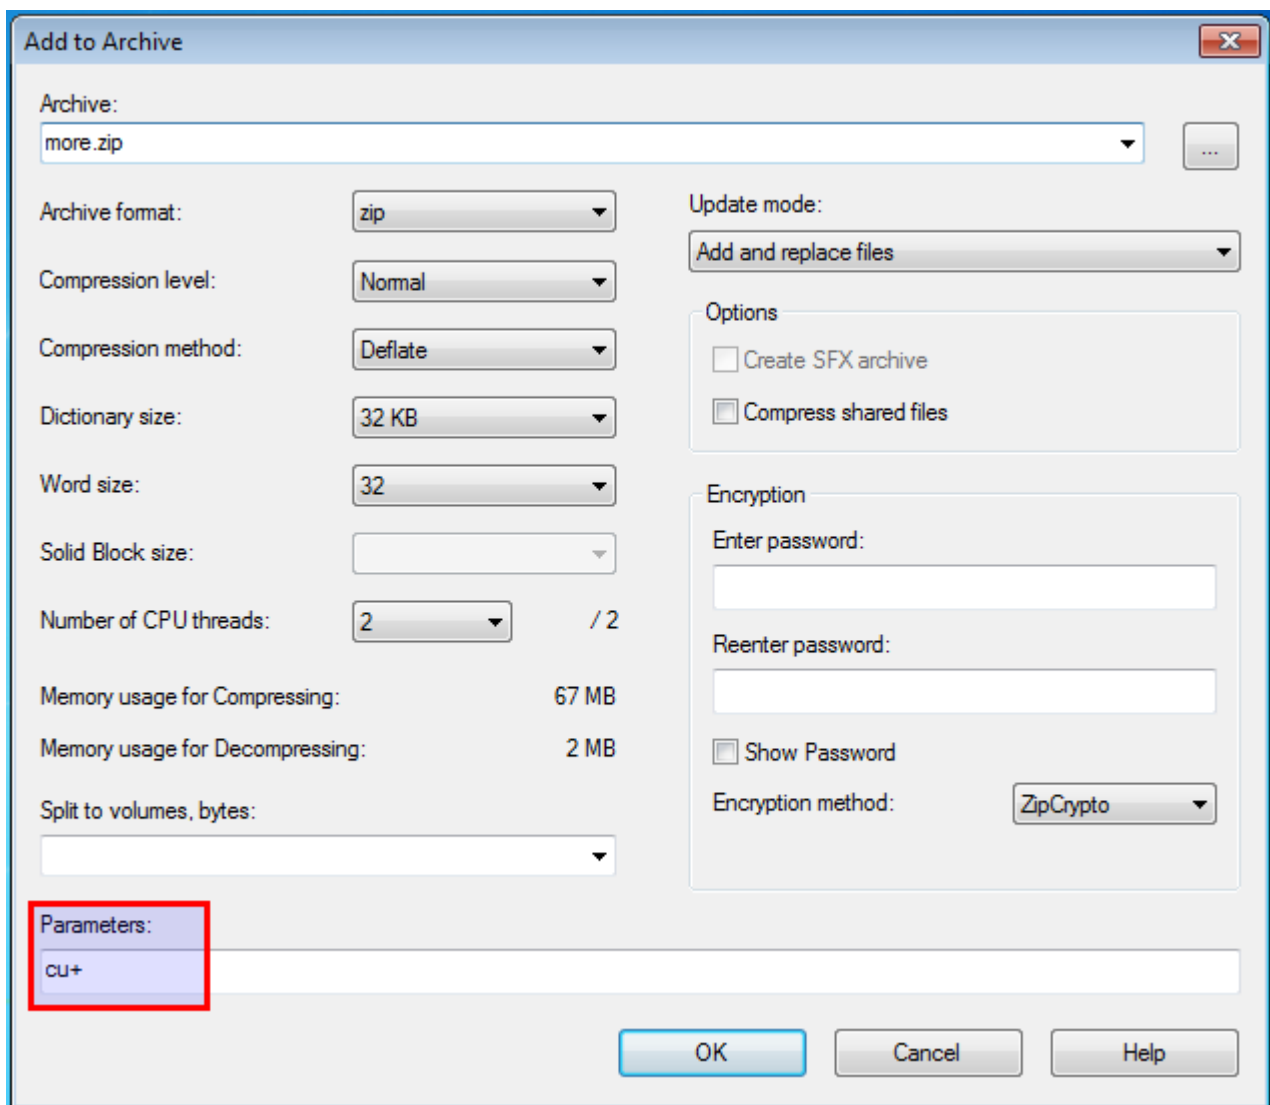 Add to Archive
Archive:
more.zip
...
Archive format:
zip
Compression level:
Normal
Compression method:
Deflate
Dictionary size:
32 KB
Word size:
32
Solid Block size:
Number of CPU threads:
2
/ 2
Memory usage for Compressing:
67 MB
Memory usage for Decompressing:
2 MB
Split to volumes, bytes:
Update mode:
Add and replace files
Options
Create SFX archive
Compress shared files
Encryption
Enter password:
Reenter password:
Show Password
Encryption method:
ZipCrypto
Parameters:
cu+
OK
Cancel
Help